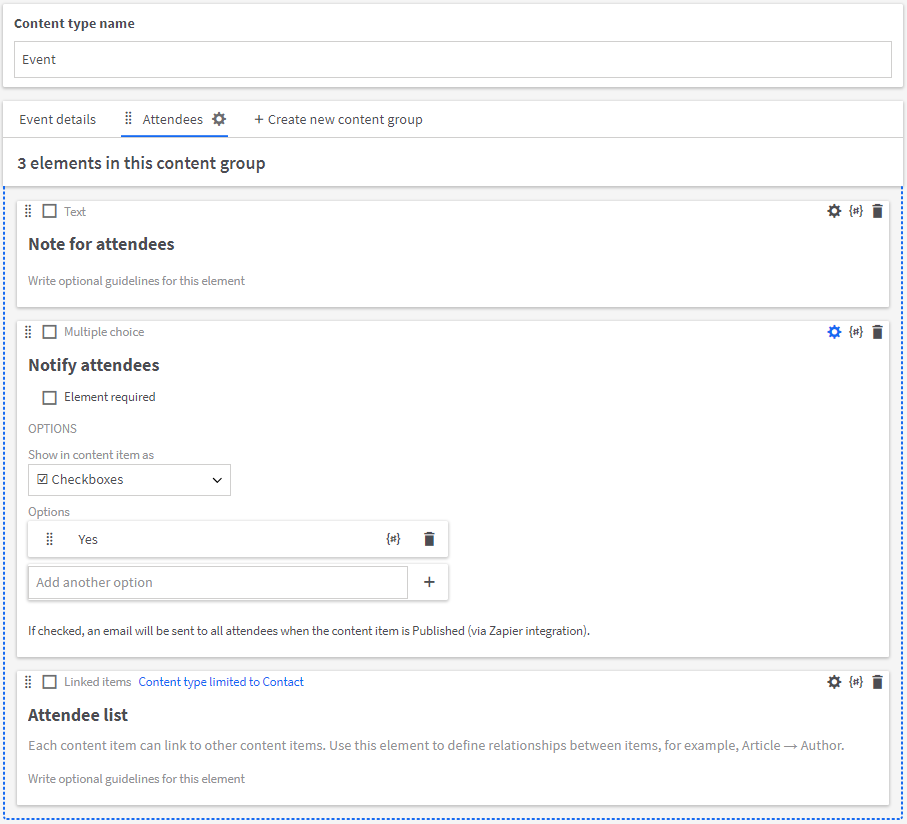 Content type name
Event
Event details
Attendees
+ Create new content group
3 elements in this content group
Text
{#}
Note for attendees
Write optional guidelines for this element
Multiple choice
{#}
Notify attendees
Element required
OPTIONS
Show in content item as
☑ Checkboxes
Options
Yes
{#}
Add another option
+
If checked, an email will be sent to all attendees when the content item is Published (via Zapier integration).
Linked items Content type limited to Contact
{#}
Attendee list
Each content item can link to other content items. Use this element to define relationships between items, for example, Article → Author.
Write optional guidelines for this element